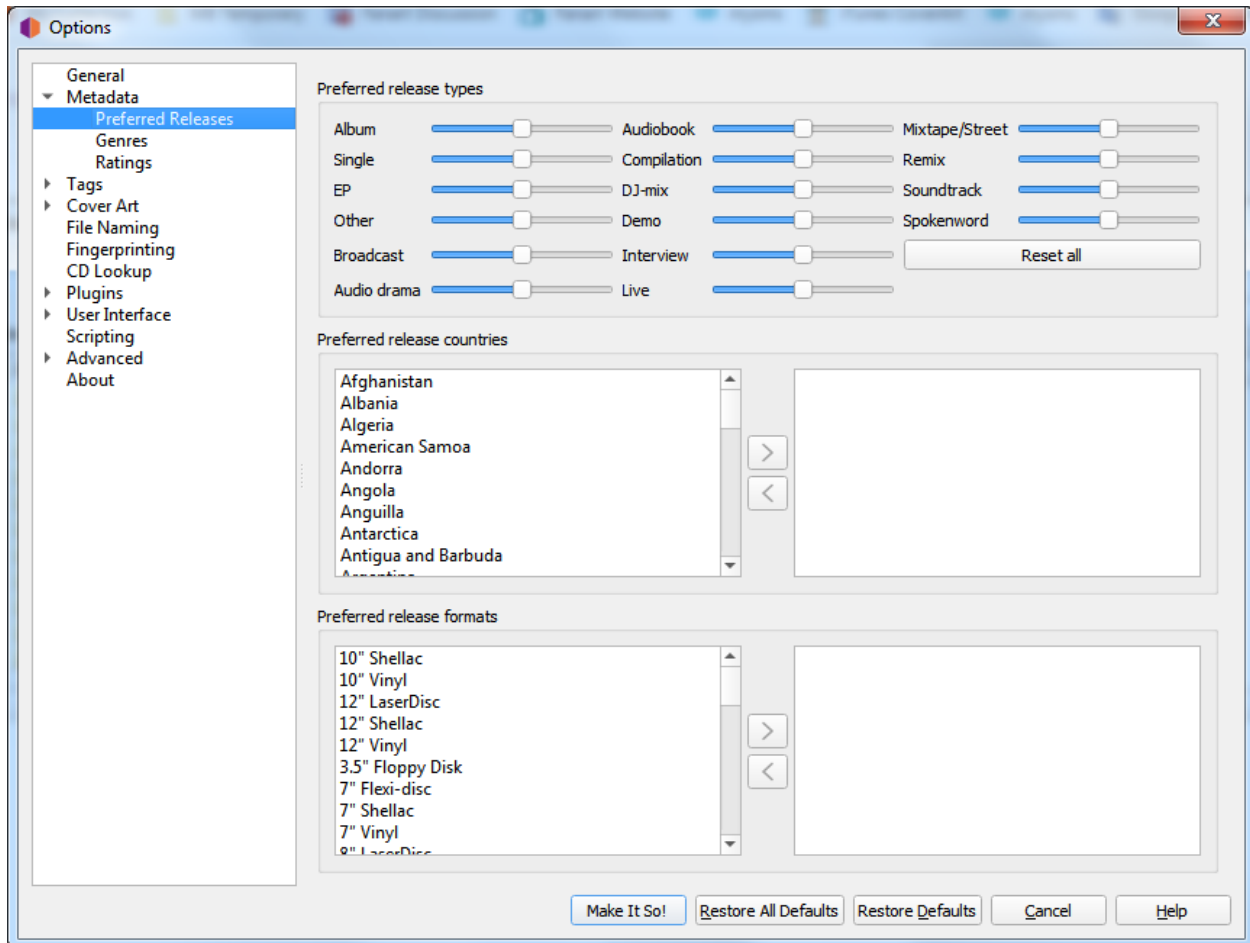 Options
General
Metadata
Preferred Releases
Genres
Ratings
Tags
Cover Art
File Naming
Fingerprinting
CD Lookup
Plugins
User Interface
Scripting
Advanced
About
Preferred release types
Album Audiobook Mixtape/Street
Single Compilation Remix
EP DJ-mix Soundtrack
Other Demo Spokenword
Broadcast Interview Reset all
Audio drama Live
Preferred release countries
Afghanistan
Albania
Algeria
American Samoa
Andorra
Angola
Anguilla
Antarctica
Antigua and Barbuda
Argentina
Preferred release formats
10" Shellac
10" Vinyl
12" LaserDisc
12" Shellac
12" Vinyl
3.5" Floppy Disk
7" Flexi-disc
7" Shellac
7" Vinyl
8" LaserDisc
Make It So! Restore All Defaults Restore Defaults Cancel Help